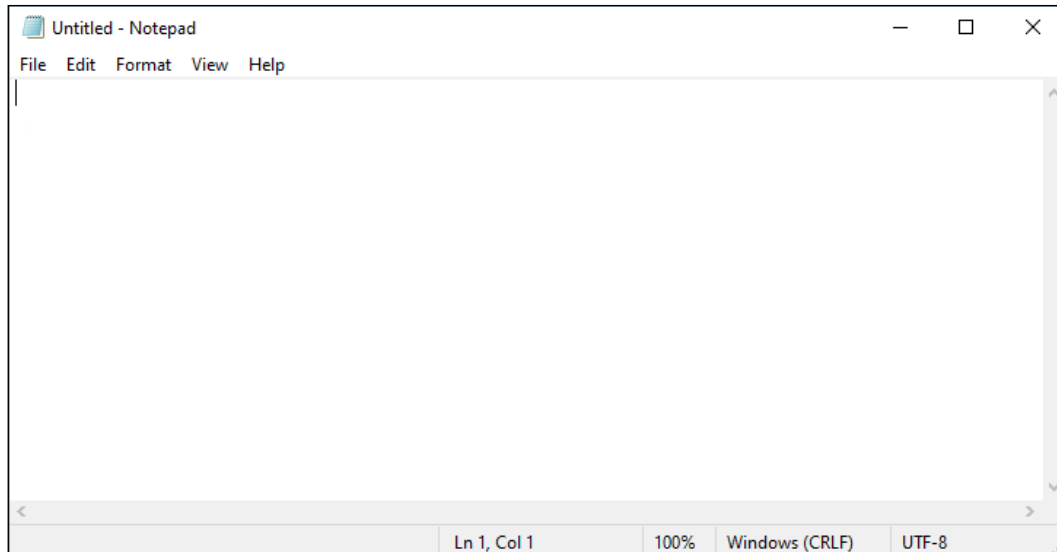 Untitled - Notepad
File Edit Format View Help
Ln 1, Col 1 100% Windows (CRLF) UTF-8